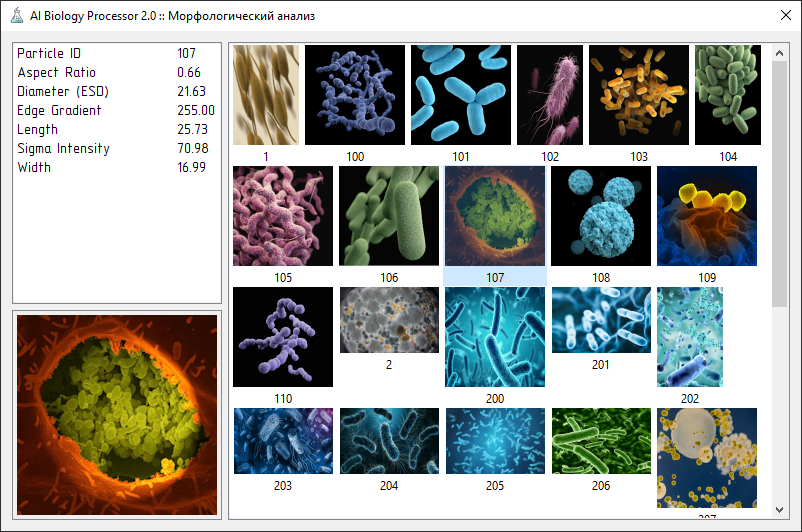 AI Biology Processor 2.0 :: Морфологический анализ
Particle ID 107
Aspect Ratio 0.66
Diameter (ESD) 21.63
Edge Gradient 255.00
Length 25.73
Sigma Intensity 70.98
Width 16.99
1 100 101 102 103 104
105 106 107 108 109
110 2 200 201 202
203 204 205 206 207